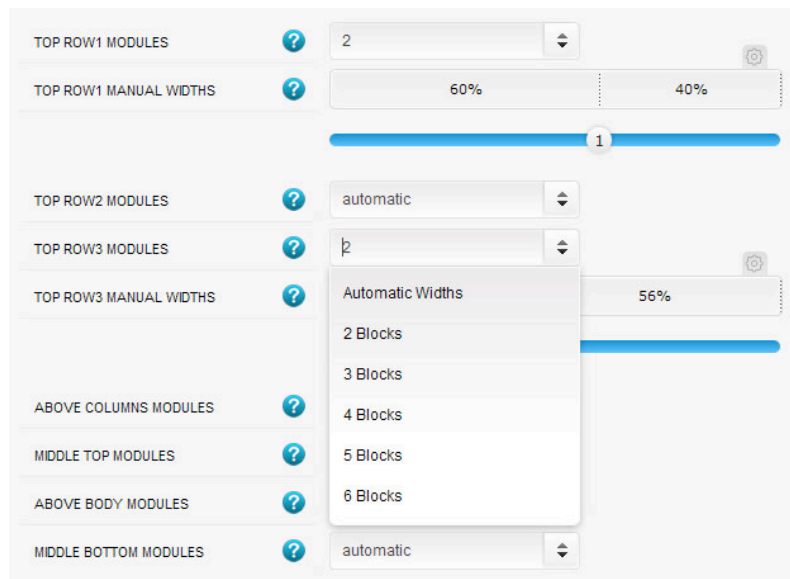 TOP ROW1 MODULES ? 2
TOP ROW1 MANUAL WIDTHS ? 60% 40%
1
TOP ROW2 MODULES ? automatic
TOP ROW3 MODULES ? 2
TOP ROW3 MANUAL WIDTHS ? 56%
Automatic Widths
2 Blocks
3 Blocks
4 Blocks
5 Blocks
6 Blocks
ABOVE COLUMNS MODULES ?
MIDDLE TOP MODULES ?
ABOVE BODY MODULES ?
MIDDLE BOTTOM MODULES ? automatic